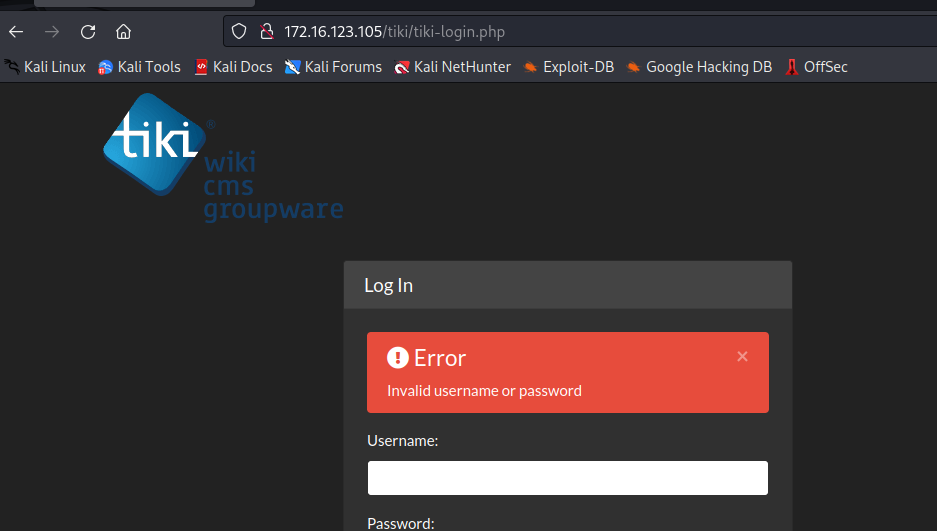 172.16.123.105/tiki/tiki-login.php
Kali Linux Kali Tools Kali Docs Kali Forums Kali NetHunter Exploit-DB Google Hacking DB OffSec
tiki®
wiki
cms
groupware
Log In
Error ×
Invalid username or password
Username:
Password: